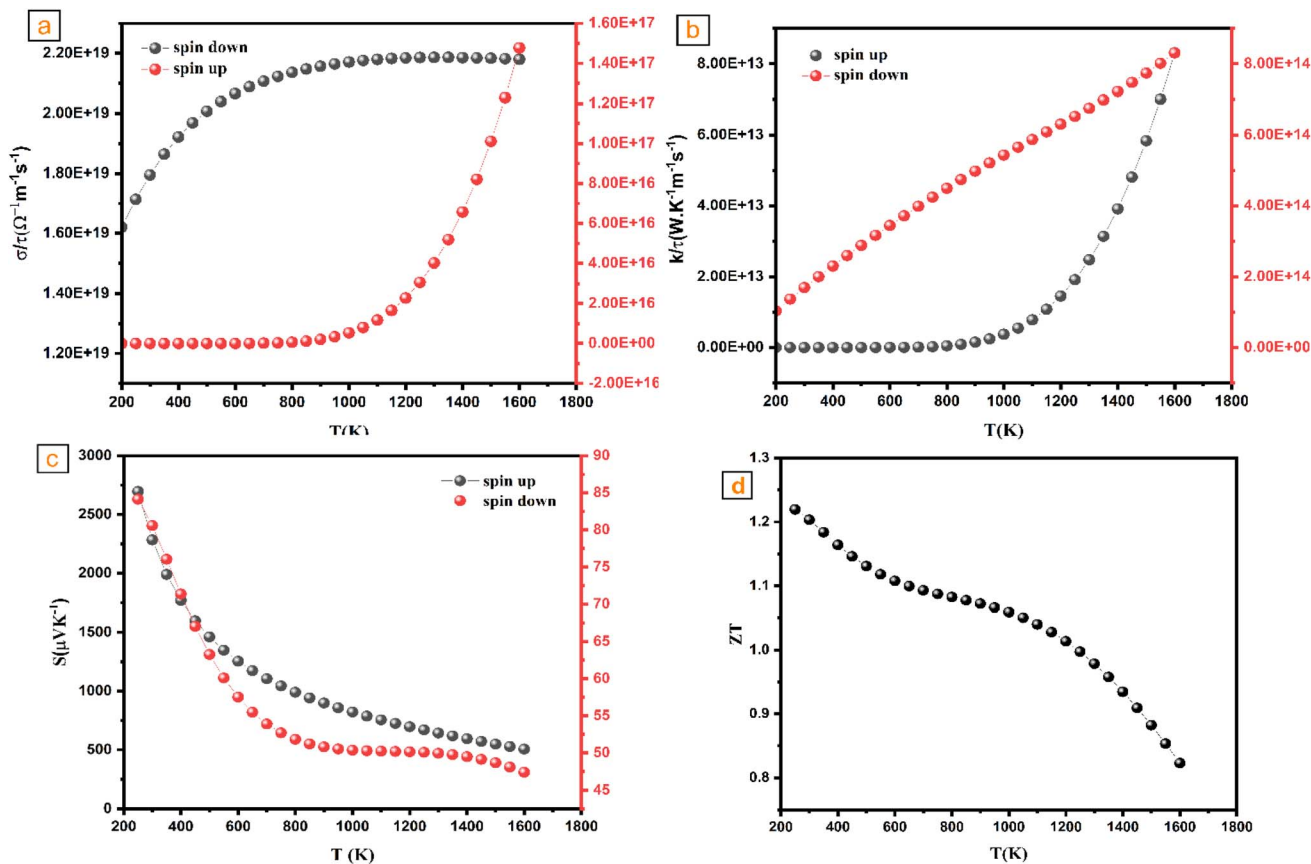 a
spin down
spin up
2.20E+19
2.00E+19
1.80E+19
1.60E+19
1.40E+19
1.20E+19
σ/τ(Ω⁻¹m⁻¹s⁻¹)
1.60E+17
1.40E+17
1.20E+17
1.00E+17
8.00E+16
6.00E+16
4.00E+16
2.00E+16
0.00E+00
-2.00E+16
200 400 600 800 1000 1200 1400 1600 1800
T(K)
b
spin up
spin down
8.00E+13
6.00E+13
4.00E+13
2.00E+13
0.00E+00
k/τ(W.K⁻¹m⁻¹s⁻¹)
8.00E+14
6.00E+14
4.00E+14
2.00E+14
0.00E+00
200 400 600 800 1000 1200 1400 1600 1800
T(K)
c
spin up
spin down
3000
2500
2000
1500
1000
500
0
S(μVK⁻¹)
90
85
80
75
70
65
60
55
50
45
200 400 600 800 1000 1200 1400 1600 1800
T (K)
d
1.3
1.2
1.1
1.0
0.9
0.8
ZT
200 400 600 800 1000 1200 1400 1600 1800
T(K)